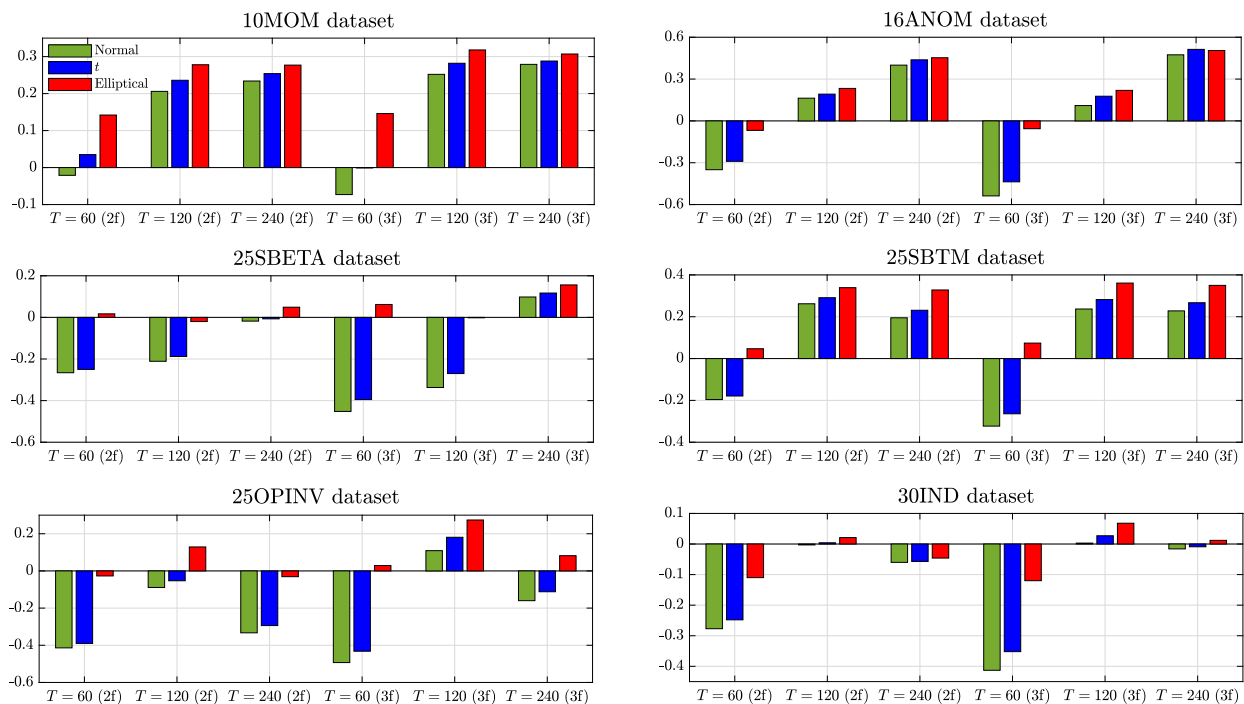 10MOM dataset
Normal
t
Elliptical
0.3
0.2
0.1
0
-0.1
T = 60 (2f) T = 120 (2f) T = 240 (2f) T = 60 (3f) T = 120 (3f) T = 240 (3f)
16ANOM dataset
0.6
0.3
0
-0.3
-0.6
T = 60 (2f) T = 120 (2f) T = 240 (2f) T = 60 (3f) T = 120 (3f) T = 240 (3f)
25SBETA dataset
0.2
0
-0.2
-0.4
-0.6
T = 60 (2f) T = 120 (2f) T = 240 (2f) T = 60 (3f) T = 120 (3f) T = 240 (3f)
25SBTM dataset
0.4
0.2
0
-0.2
-0.4
T = 60 (2f) T = 120 (2f) T = 240 (2f) T = 60 (3f) T = 120 (3f) T = 240 (3f)
25OPINV dataset
0.2
0
-0.2
-0.4
-0.6
T = 60 (2f) T = 120 (2f) T = 240 (2f) T = 60 (3f) T = 120 (3f) T = 240 (3f)
30IND dataset
0.1
0
-0.1
-0.2
-0.3
-0.4
T = 60 (2f) T = 120 (2f) T = 240 (2f) T = 60 (3f) T = 120 (3f) T = 240 (3f)